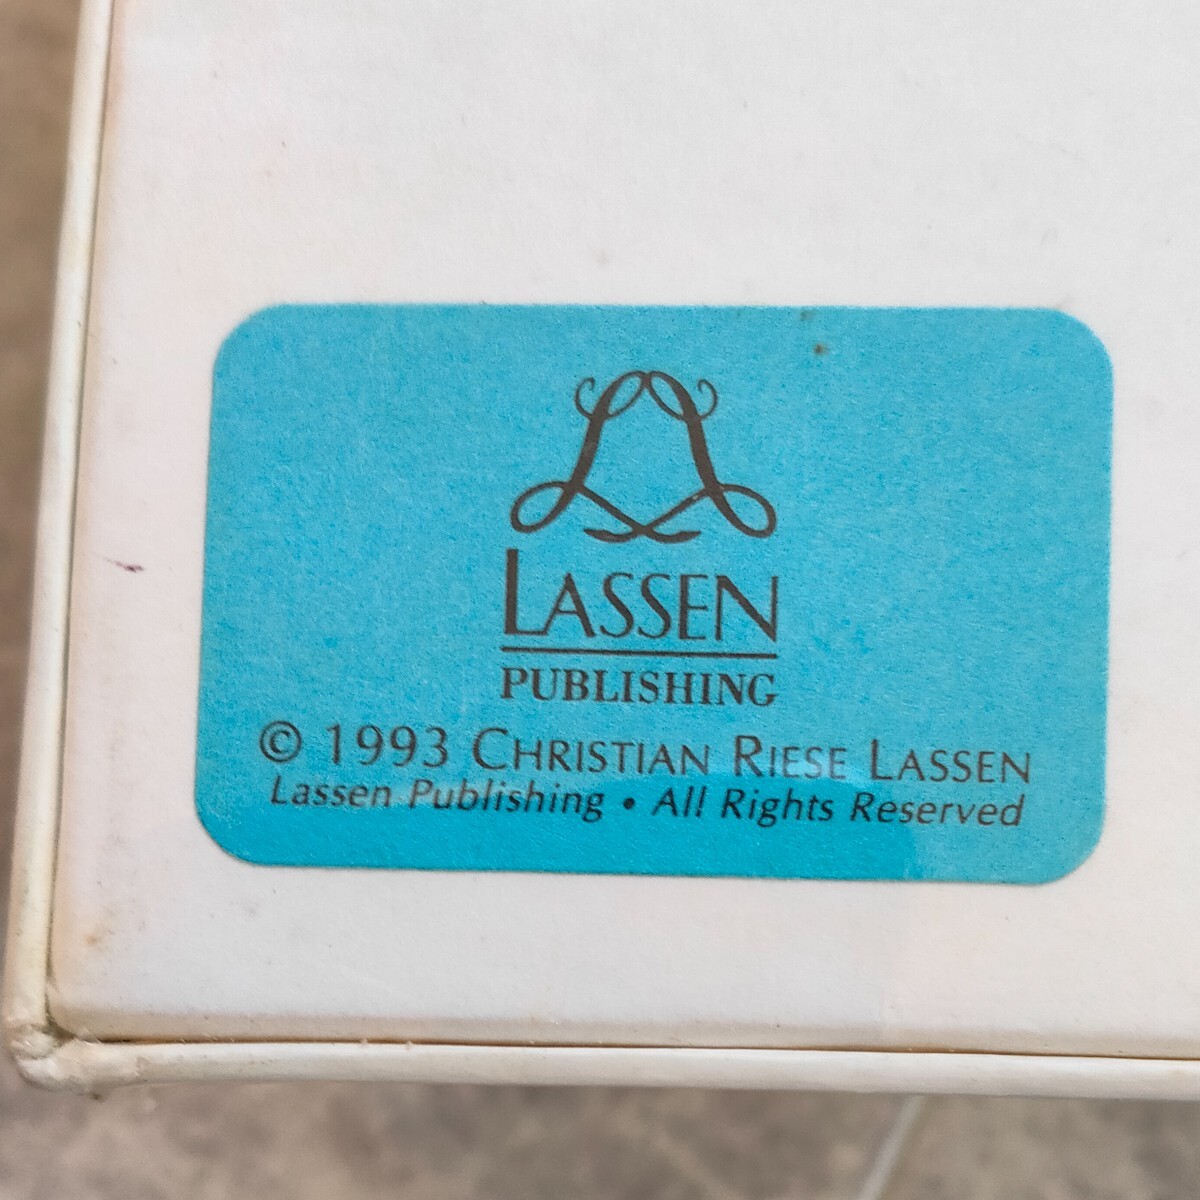 LASSEN
PUBLISHING
© 1993 CHRISTIAN RIESE LASSEN
Lassen Publishing • All Rights Reserved